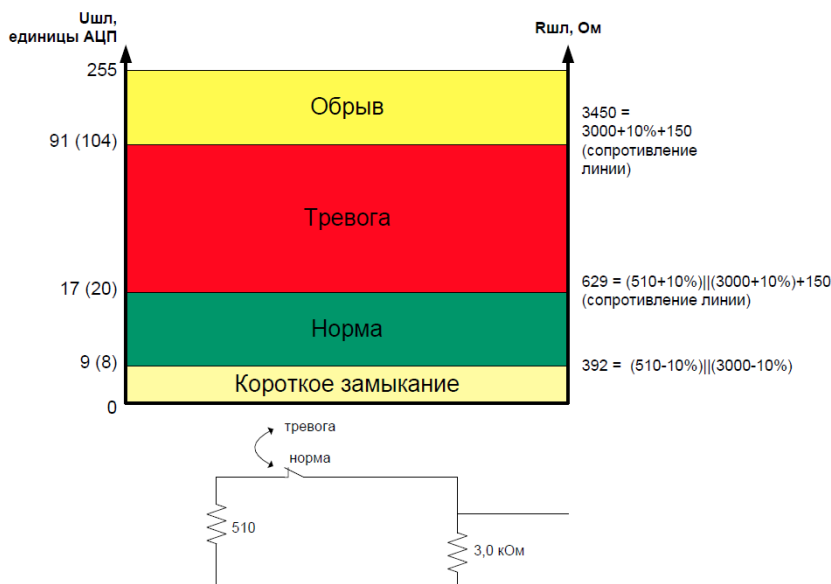 Uшл,
единицы АЦП
Rшл, Ом
255
Обрыв
3450 =
3000+10%+150
(сопротивление
линии)
91 (104)
Тревога
629 = (510+10%)||(3000+10%)+150
(сопротивление линии)
17 (20)
Норма
9 (8)
392 = (510-10%)||(3000-10%)
Короткое замыкание
0
тревога
норма
510
3,0 кОм